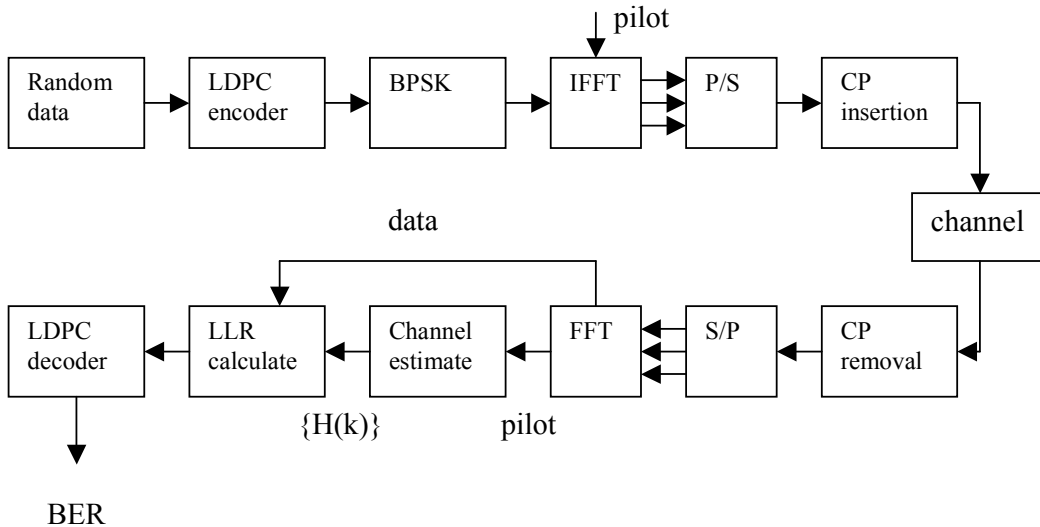 pilot
Random
data
LDPC
encoder
BPSK
IFFT
P/S
CP
insertion
channel
data
LDPC
decoder
LLR
calculate
Channel
estimate
FFT
S/P
CP
removal
{H(k)}
pilot
BER